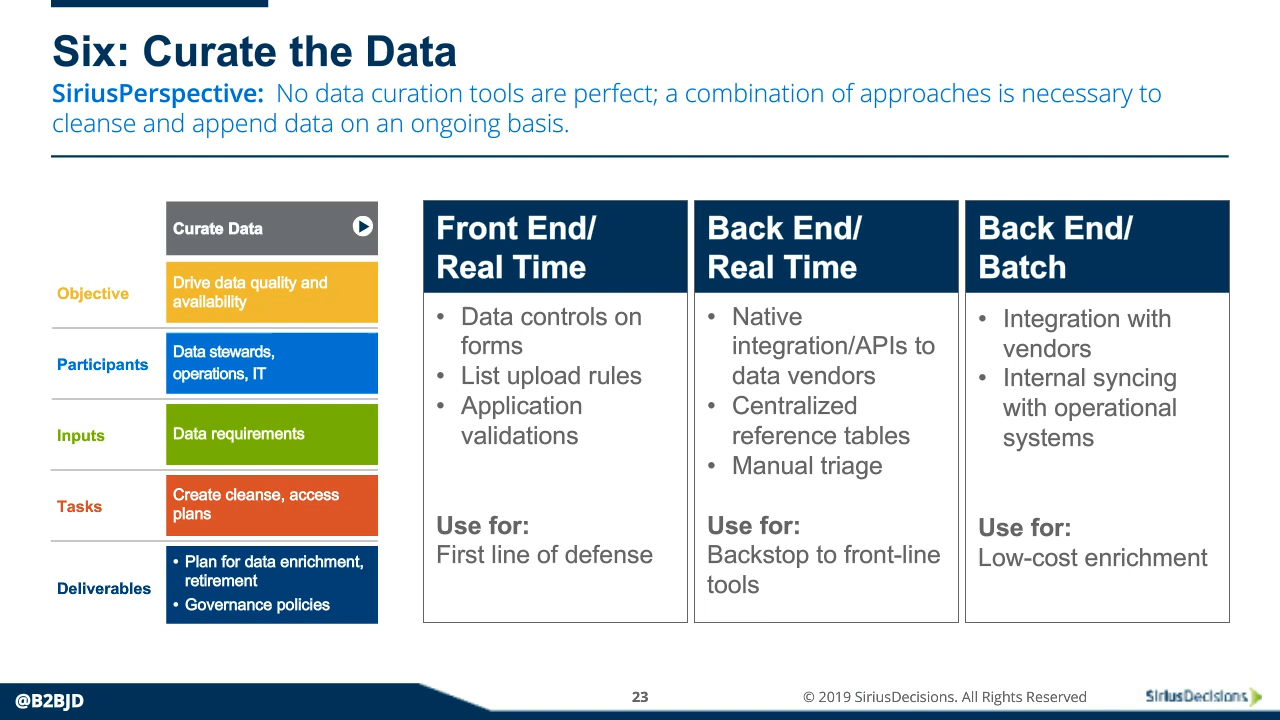 Six: Curate the Data
SiriusPerspective: No data curation tools are perfect; a combination of approaches is necessary to
cleanse and append data on an ongoing basis.
Curate Data
Objective
Drive data quality and
availability
Participants
Data stewards,
operations, IT
Inputs
Data requirements
Tasks
Create cleanse, access
plans
Deliverables
• Plan for data enrichment,
retirement
• Governance policies
Front End/
Real Time
• Data controls on
forms
• List upload rules
• Application
validations
Use for:
First line of defense
Back End/
Real Time
• Native
integration/APIs to
data vendors
• Centralized
reference tables
• Manual triage
Use for:
Backstop to front-line
tools
Back End/
Batch
• Integration with
vendors
• Internal syncing
with operational
systems
Use for:
Low-cost enrichment
@B2BJD
23
© 2019 SiriusDecisions. All Rights Reserved
SiriusDecisions